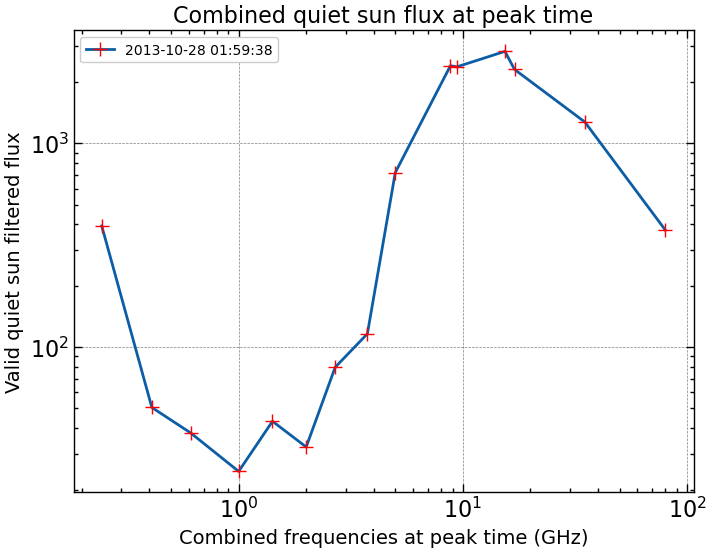 Combined quiet sun flux at peak time
2013-10-28 01:59:38
Valid quiet sun filtered flux
10³
10²
10⁰
10¹
10²
Combined frequencies at peak time (GHz)